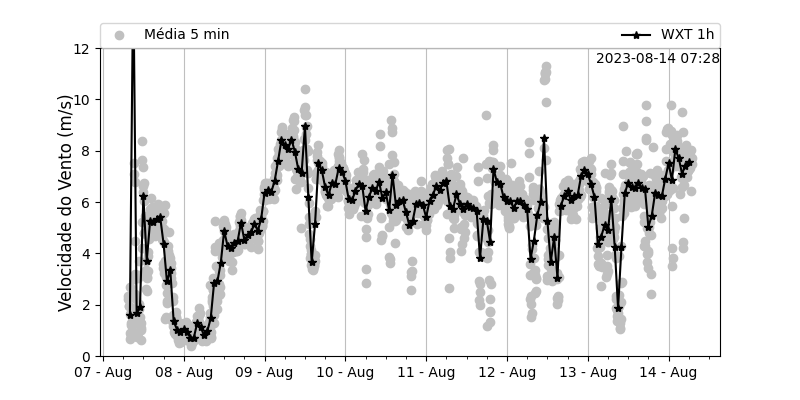 Média 5 min
WXT 1h
2023-08-14 07:28
Velocidade do Vento (m/s)
12
10
8
6
4
2
0
07 - Aug
08 - Aug
09 - Aug
10 - Aug
11 - Aug
12 - Aug
13 - Aug
14 - Aug